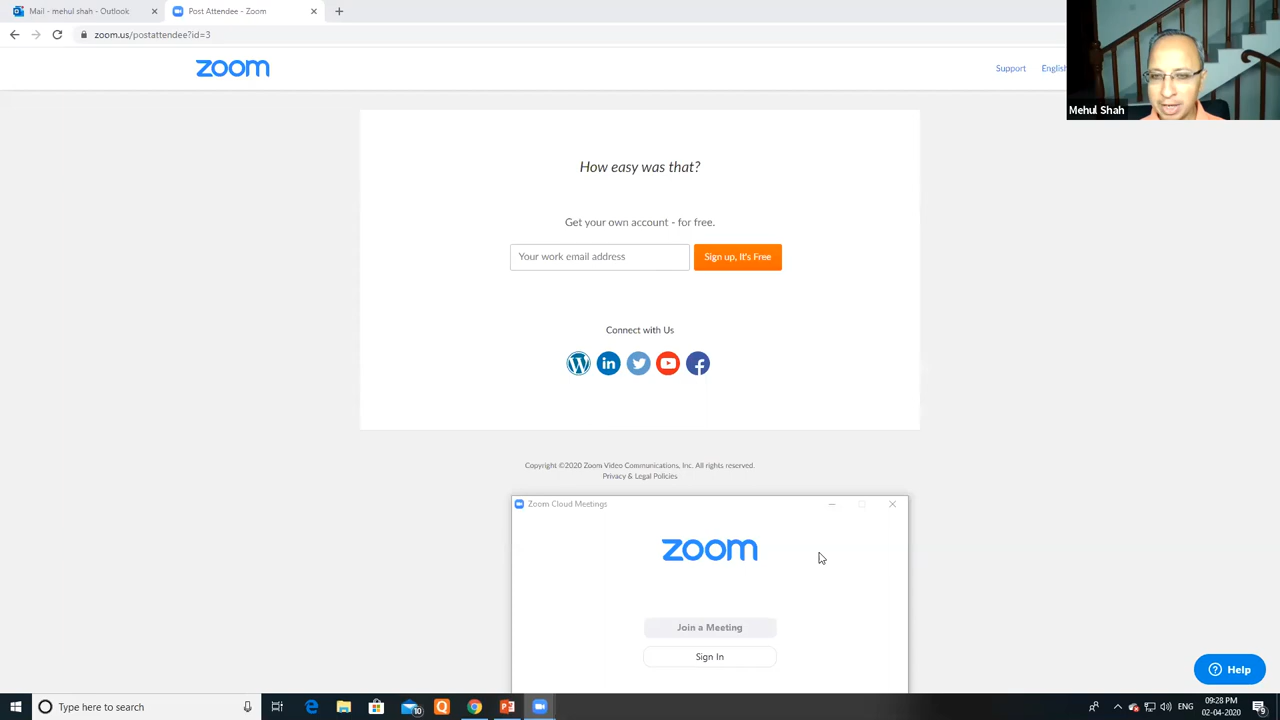 Mail - mehul shah - Outlook
Post Attendee - Zoom
zoom.us/postattendee?id=3
zoom
Support
English
Mehul Shah
How easy was that?
Get your own account - for free.
Your work email address
Sign up, It's Free
Connect with Us
in
Copyright ©2020 Zoom Video Communications, Inc. All rights reserved.
Privacy & Legal Policies
Zoom Cloud Meetings
zoom
Join a Meeting
Sign In
Help
Type here to search
10
ENG
09:28 PM
02-04-2020